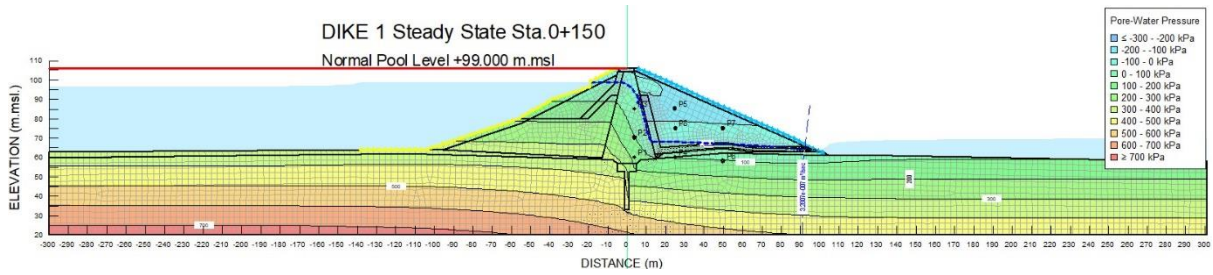 DIKE 1 Steady State Sta.0+150
Normal Pool Level +99.000 m.msl
Pore-Water Pressure
≤ -300 - -200 kPa
-200 - -100 kPa
-100 - 0 kPa
0 - 100 kPa
100 - 200 kPa
200 - 300 kPa
300 - 400 kPa
400 - 500 kPa
500 - 600 kPa
600 - 700 kPa
≥ 700 kPa
ELEVATION (m.msl.)
110
100
90
80
70
60
50
40
30
20
P5
P6
P7
100
500
300
700
-300 -290 -280 -270 -260 -250 -240 -230 -220 -210 -200 -190 -180 -170 -160 -150 -140 -130 -120 -110 -100 -90 -80 -70 -60 -50 -40 -30 -20 -10 0 10 20 30 40 50 60 70 80 90 100 110 120 130 140 150 160 170 180 190 200 210 220 230 240 250 260 270 280 290 300
DISTANCE (m)